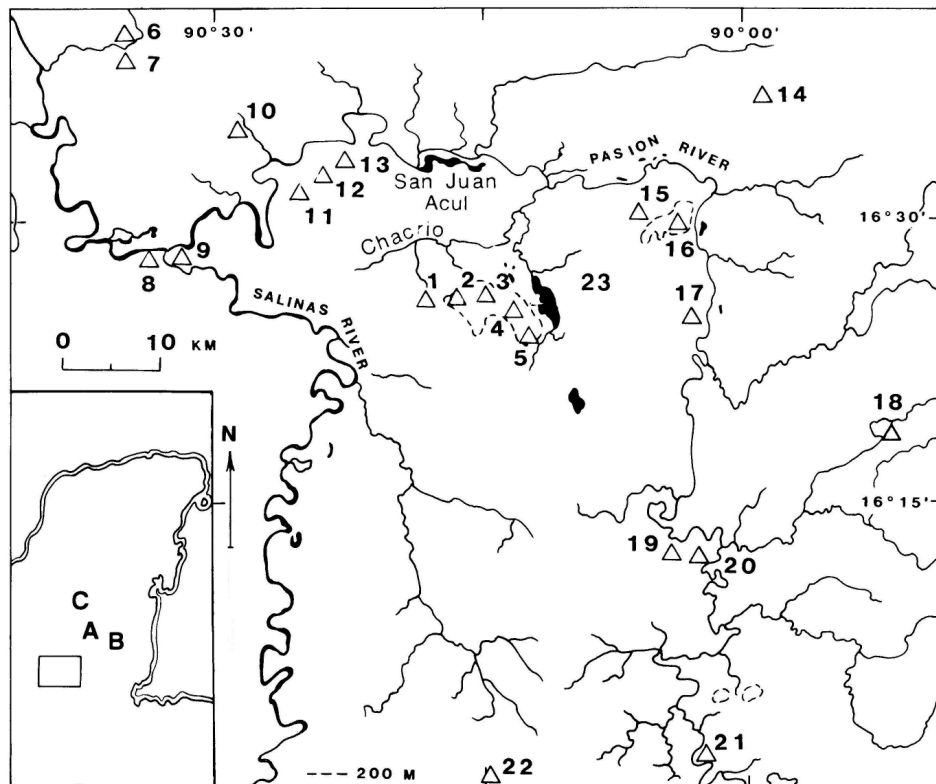 6
90°30'
90°00'
7
14
10
PASION RIVER
13
San Juan
Acul
12
15
11
16°30'
Chacrio
16
9
8
23
1 2 3
17
SALINAS RIVER
4
0 10 KM
5
18
N
16°15'
19
20
C
A
B
21
200 M
22